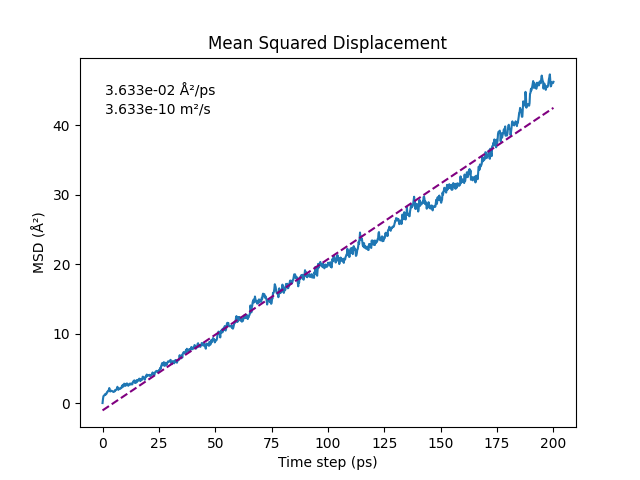 Mean Squared Displacement
3.633e-02 Å²/ps
3.633e-10 m²/s
MSD (Å²)
40
30
20
10
0
0 25 50 75 100 125 150 175 200
Time step (ps)